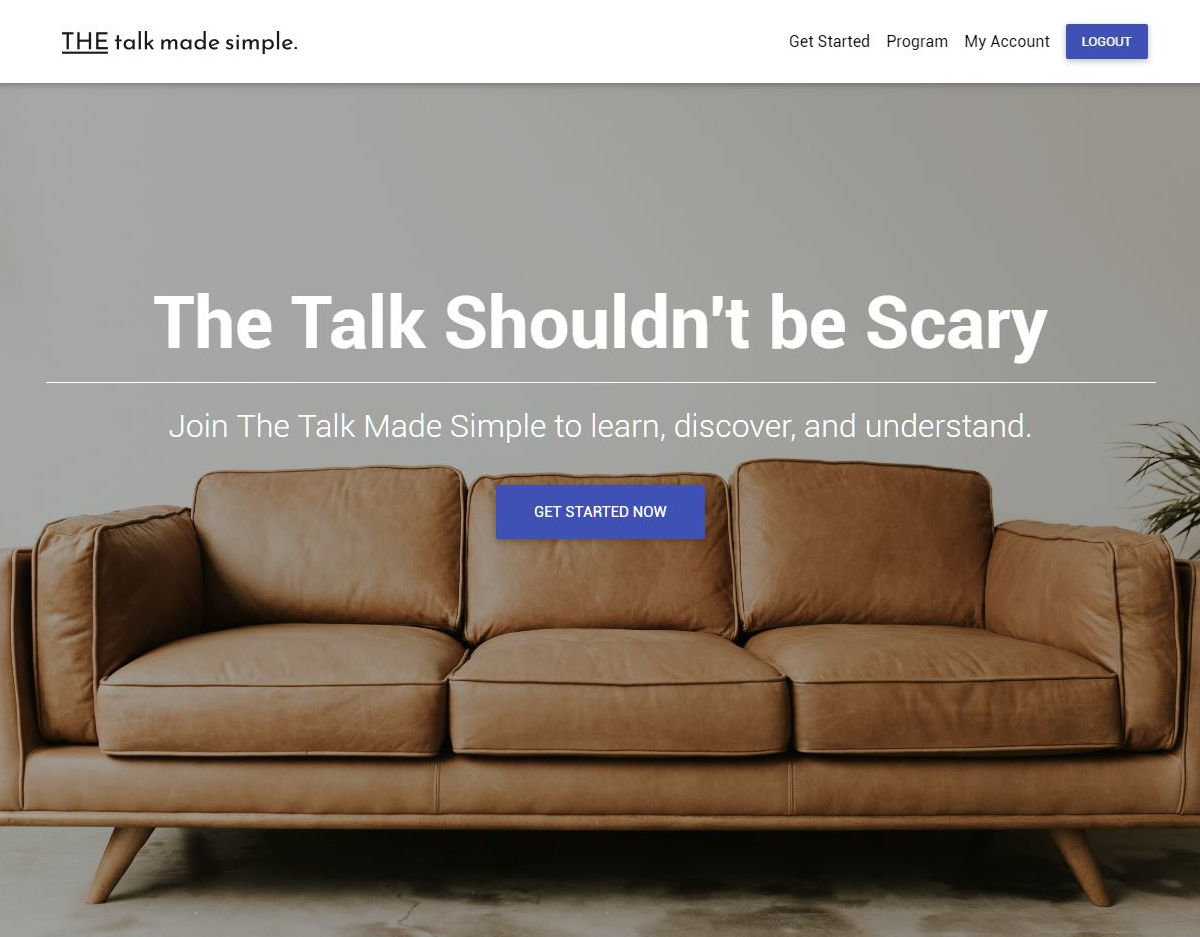 THE talk made simple.
Get Started
Program
My Account
LOGOUT
The Talk Shouldn't be Scary
Join The Talk Made Simple to learn, discover, and understand.
GET STARTED NOW